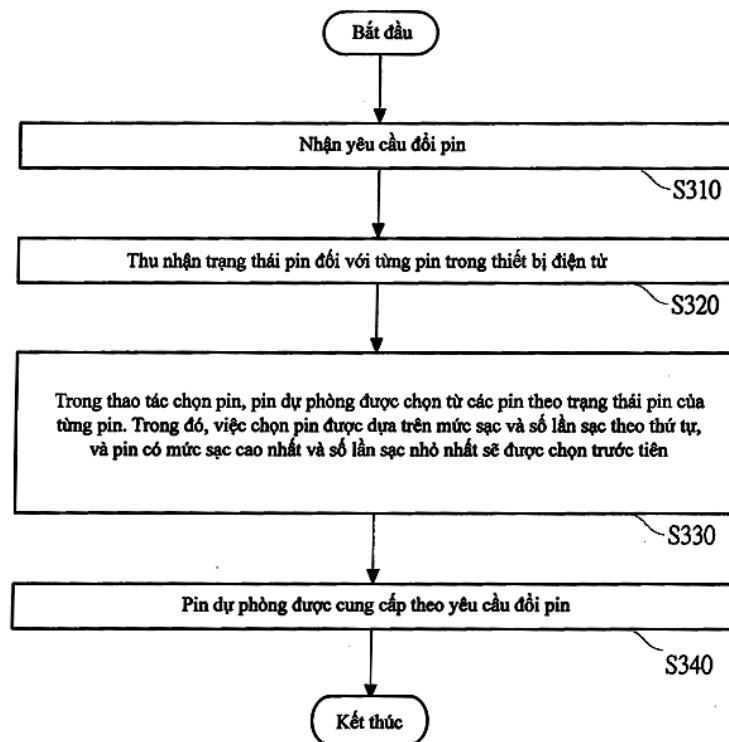 Bắt đầu
Nhận yêu cầu đổi pin
S310
Thu nhận trạng thái pin đối với từng pin trong thiết bị điện tử
S320
Trong thao tác chọn pin, pin dự phòng được chọn từ các pin theo trạng thái pin của
từng pin. Trong đó, việc chọn pin được dựa trên mức sạc và số lần sạc theo thứ tự,
và pin có mức sạc cao nhất và số lần sạc nhỏ nhất sẽ được chọn trước tiên
S330
Pin dự phòng được cung cấp theo yêu cầu đổi pin
S340
Kết thúc